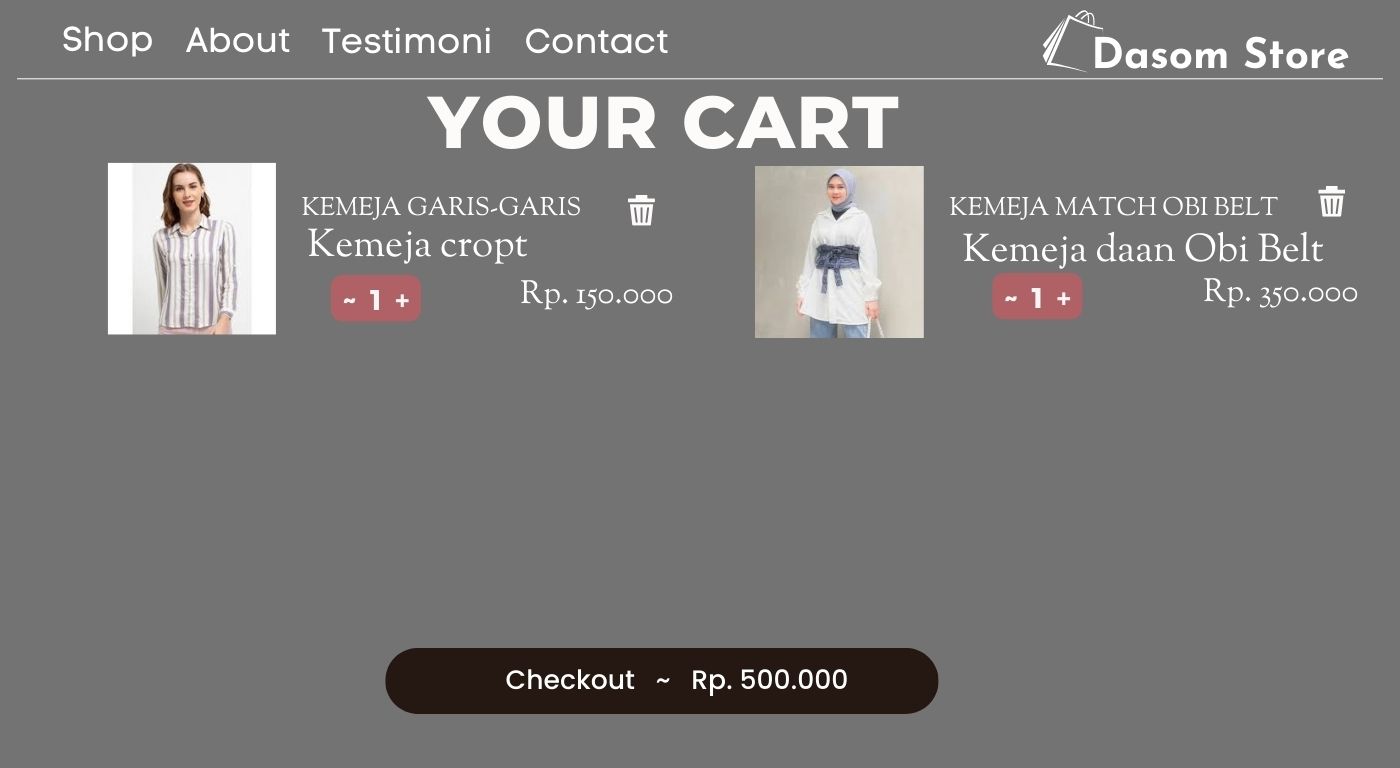 Shop About Testimoni Contact
Dasom Store
YOUR CART
KEMEJA GARIS-GARIS
Kemeja cropt
~ 1 +
Rp. 150.000
KEMEJA MATCH OBI BELT
Kemeja daan Obi Belt
~ 1 +
Rp. 350.000
Checkout ~ Rp. 500.000